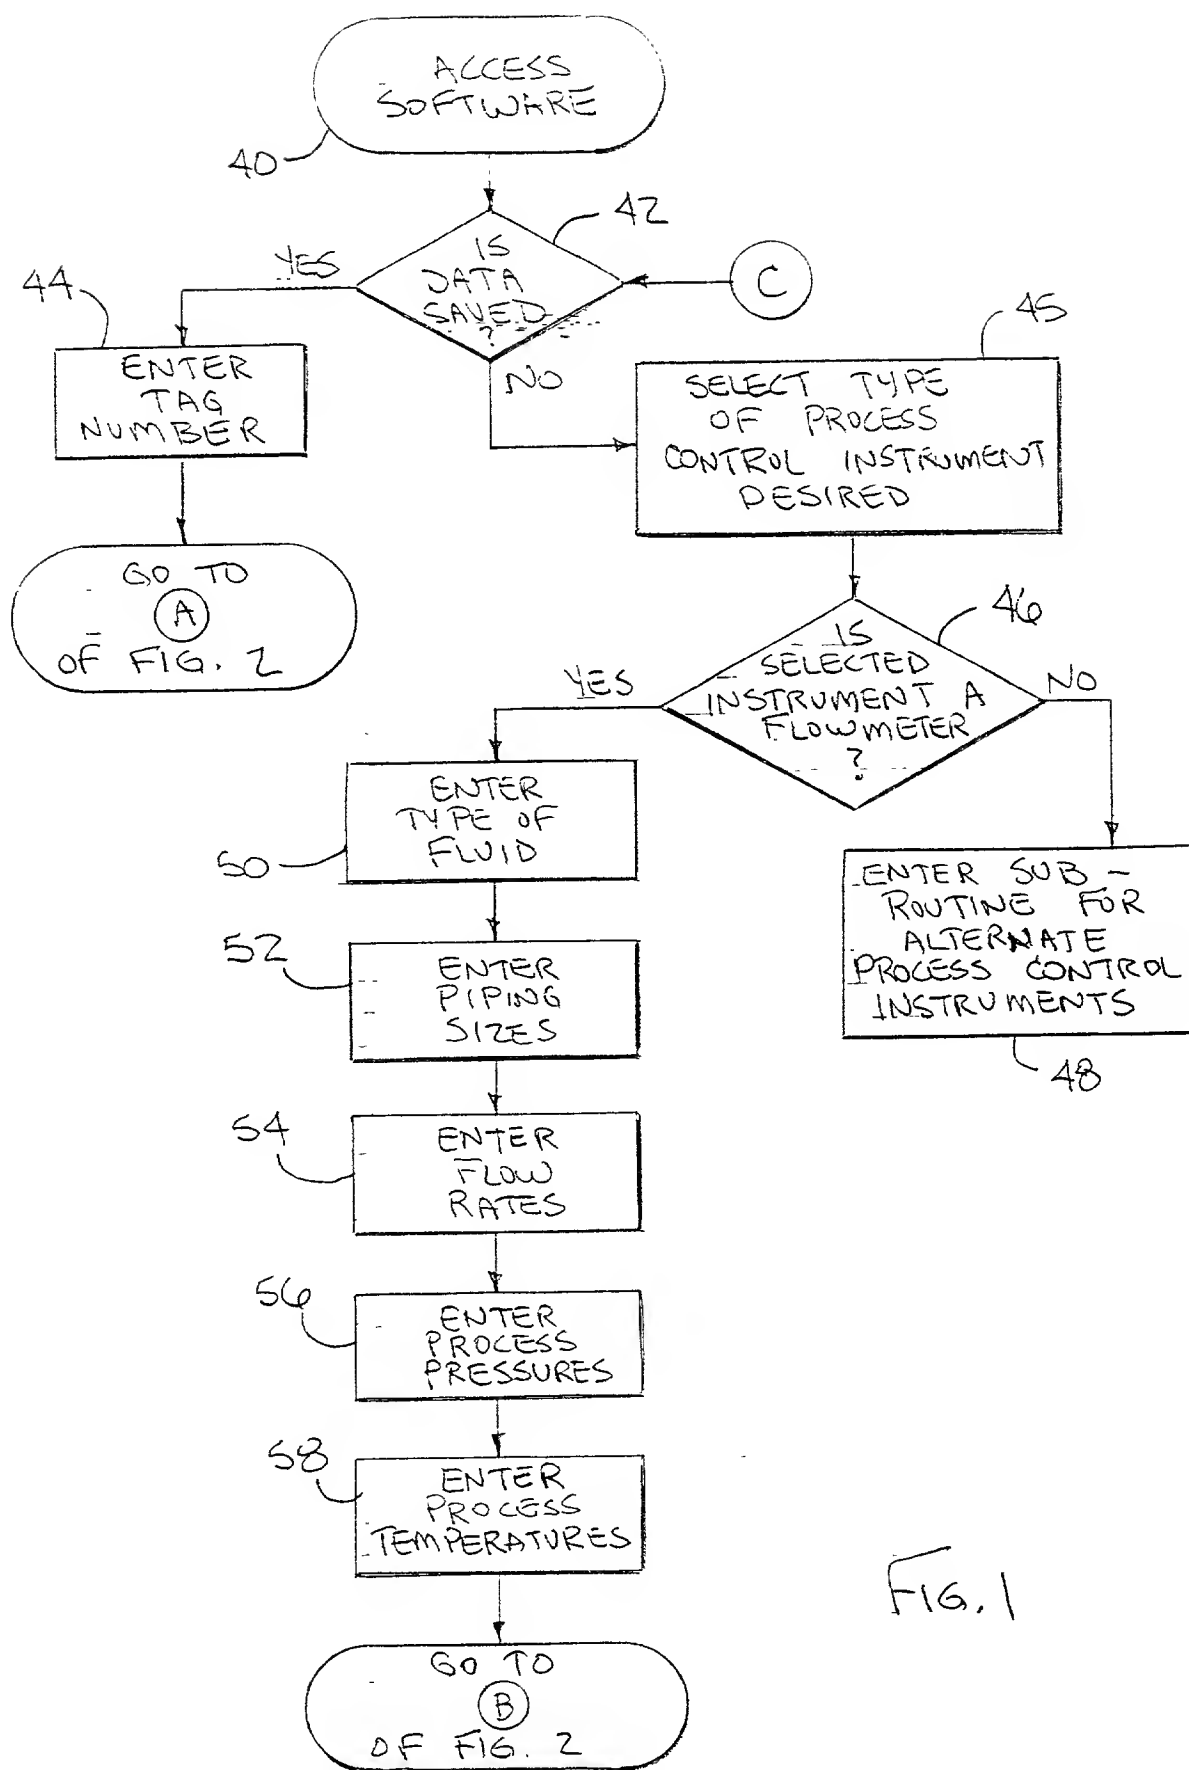 ACCESS
SOFTWARE
40
42
IS
DATA
SAVED
?
YES
C
44
45
ENTER
TAG
NUMBER
NO
SELECT TYPE
OF PROCESS
CONTROL INSTRUMENT
DESIRED
GO TO
A
OF FIG. 2
46
IS
SELECTED
INSTRUMENT A
FLOWMETER
?
YES
NO
ENTER
TYPE OF
FLUID
50
ENTER SUB-
ROUTINE FOR
ALTERNATE
PROCESS CONTROL
INSTRUMENTS
48
52
ENTER
PIPING
SIZES
54
ENTER
FLOW
RATES
56
ENTER
PROCESS
PRESSURES
58
ENTER
PROCESS
TEMPERATURES
GO TO
B
OF FIG. 2
FIG. 1